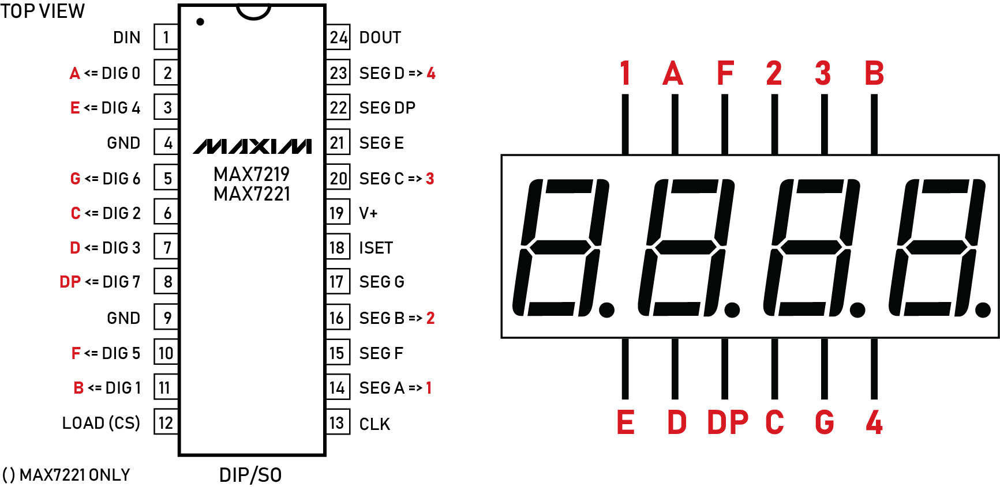 TOP VIEW
DIN 1
A <= DIG 0 2
E <= DIG 4 3
GND 4
G <= DIG 6 5
C <= DIG 2 6
D <= DIG 3 7
DP <= DIG 7 8
GND 9
F <= DIG 5 10
B <= DIG 1 11
LOAD (CS) 12
MAXIM
MAX7219
MAX7221
24 DOUT
23 SEG D => 4
22 SEG DP
21 SEG E
20 SEG C => 3
19 V+
18 ISET
17 SEG G
16 SEG B => 2
15 SEG F
14 SEG A => 1
13 CLK
( ) MAX7221 ONLY
DIP/SO
1 A F 2 3 B
8.8.8.8.
E D DP C G 4